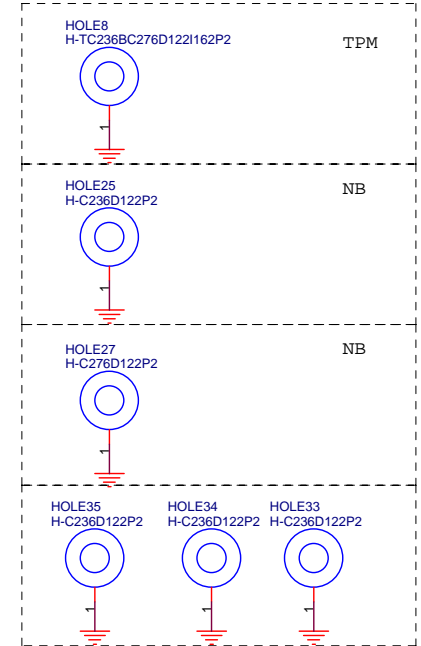 HOLE8
H-TC236BC276D122I162P2
TPM
1
HOLE25
H-C236D122P2
NB
1
HOLE27
H-C276D122P2
NB
1
HOLE35
H-C236D122P2
1
HOLE34
H-C236D122P2
1
HOLE33
H-C236D122P2
1